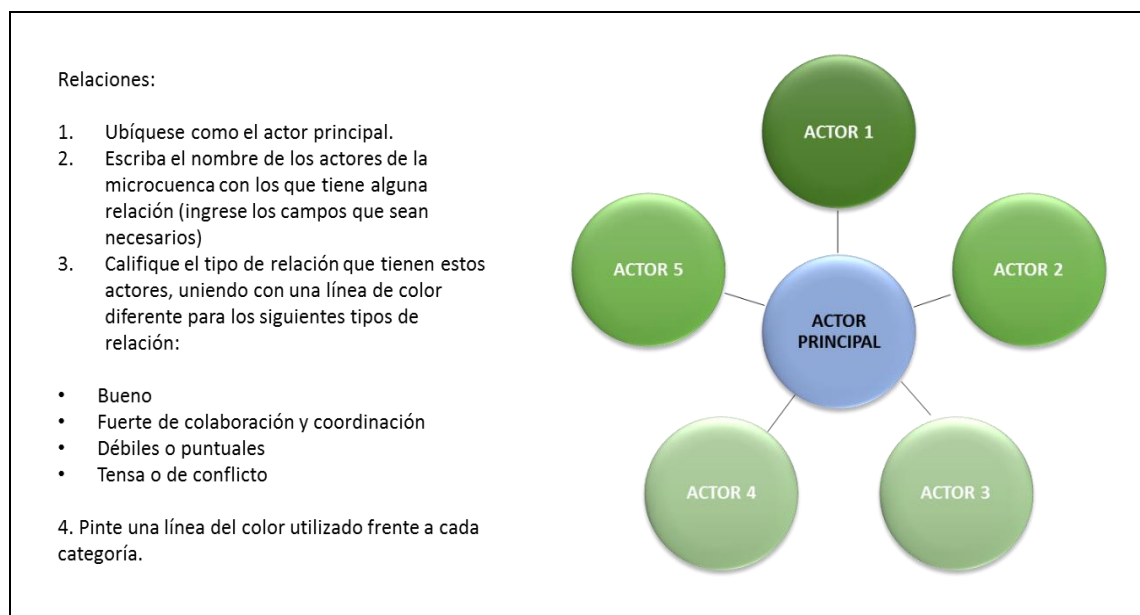 Relaciones:
1. Ubíquese como el actor principal.
2. Escriba el nombre de los actores de la
microcuenca con los que tiene alguna
relación (ingrese los campos que sean
necesarios)
3. Califique el tipo de relación que tienen estos
actores, uniendo con una línea de color
diferente para los siguientes tipos de
relación:
• Bueno
• Fuerte de colaboración y coordinación
• Débiles o puntuales
• Tensa o de conflicto
4. Pinte una línea del color utilizado frente a cada
categoría.
ACTOR 1
ACTOR 5
ACTOR 2
ACTOR
PRINCIPAL
ACTOR 4
ACTOR 3